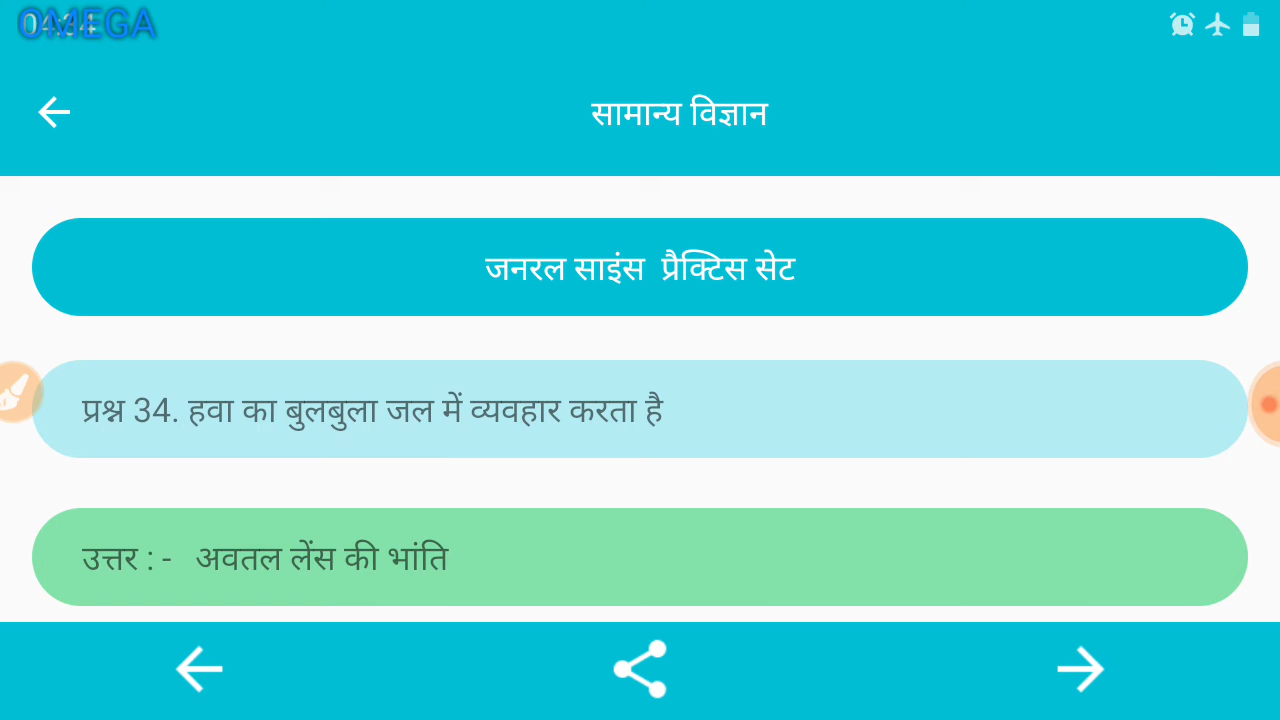 OMEGA
सामान्य विज्ञान
जनरल साइंस प्रैक्टिस सेट
प्रश्न 34. हवा का बुलबुला जल में व्यवहार करता है
उत्तर : - अवतल लेंस की भांति